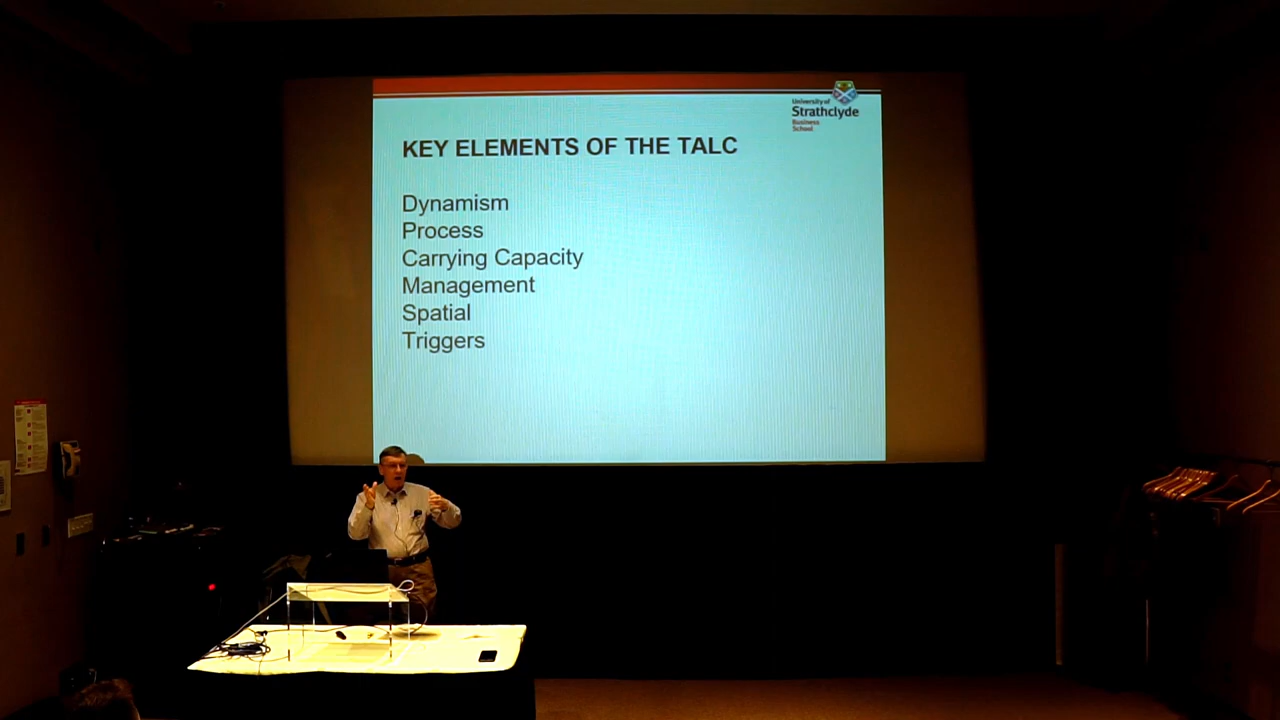 University of
Strathclyde
Business
School
KEY ELEMENTS OF THE TALC
Dynamism
Process
Carrying Capacity
Management
Spatial
Triggers